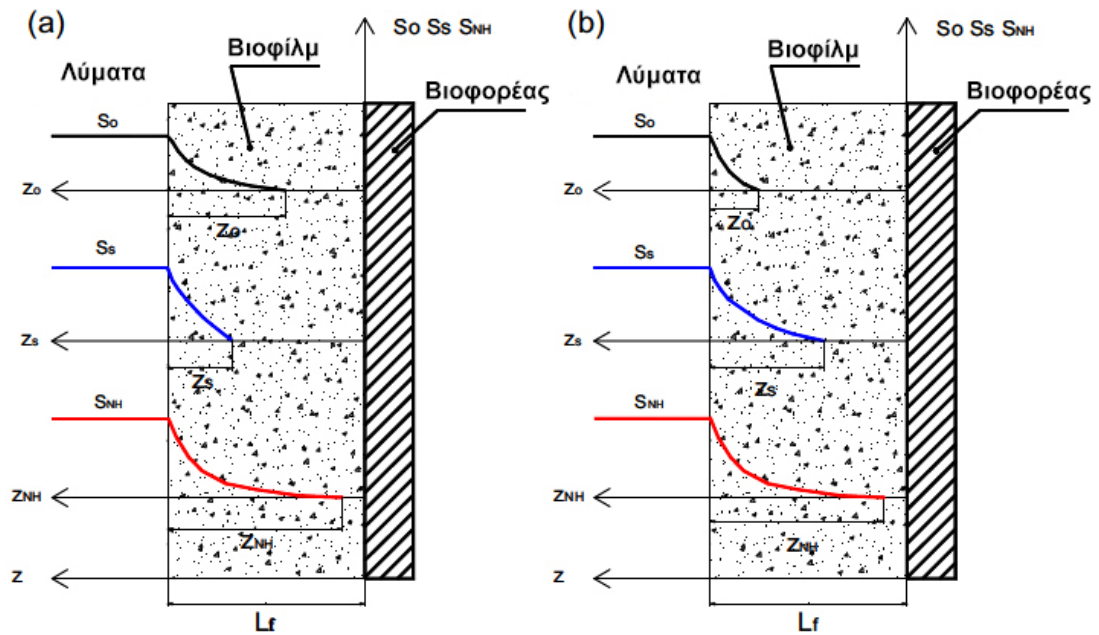 (a)
So Ss SNH
Βιοφίλμ
Λύματα
Βιοφορέας
So
Zo
Zo
Ss
Zs
Zs
SNH
ZNH
ZNH
Z
Lf
(b)
So Ss SNH
Βιοφίλμ
Λύματα
Βιοφορέας
So
Zo
Zo
Ss
Zs
Zs
SNH
ZNH
ZNH
Z
Lf